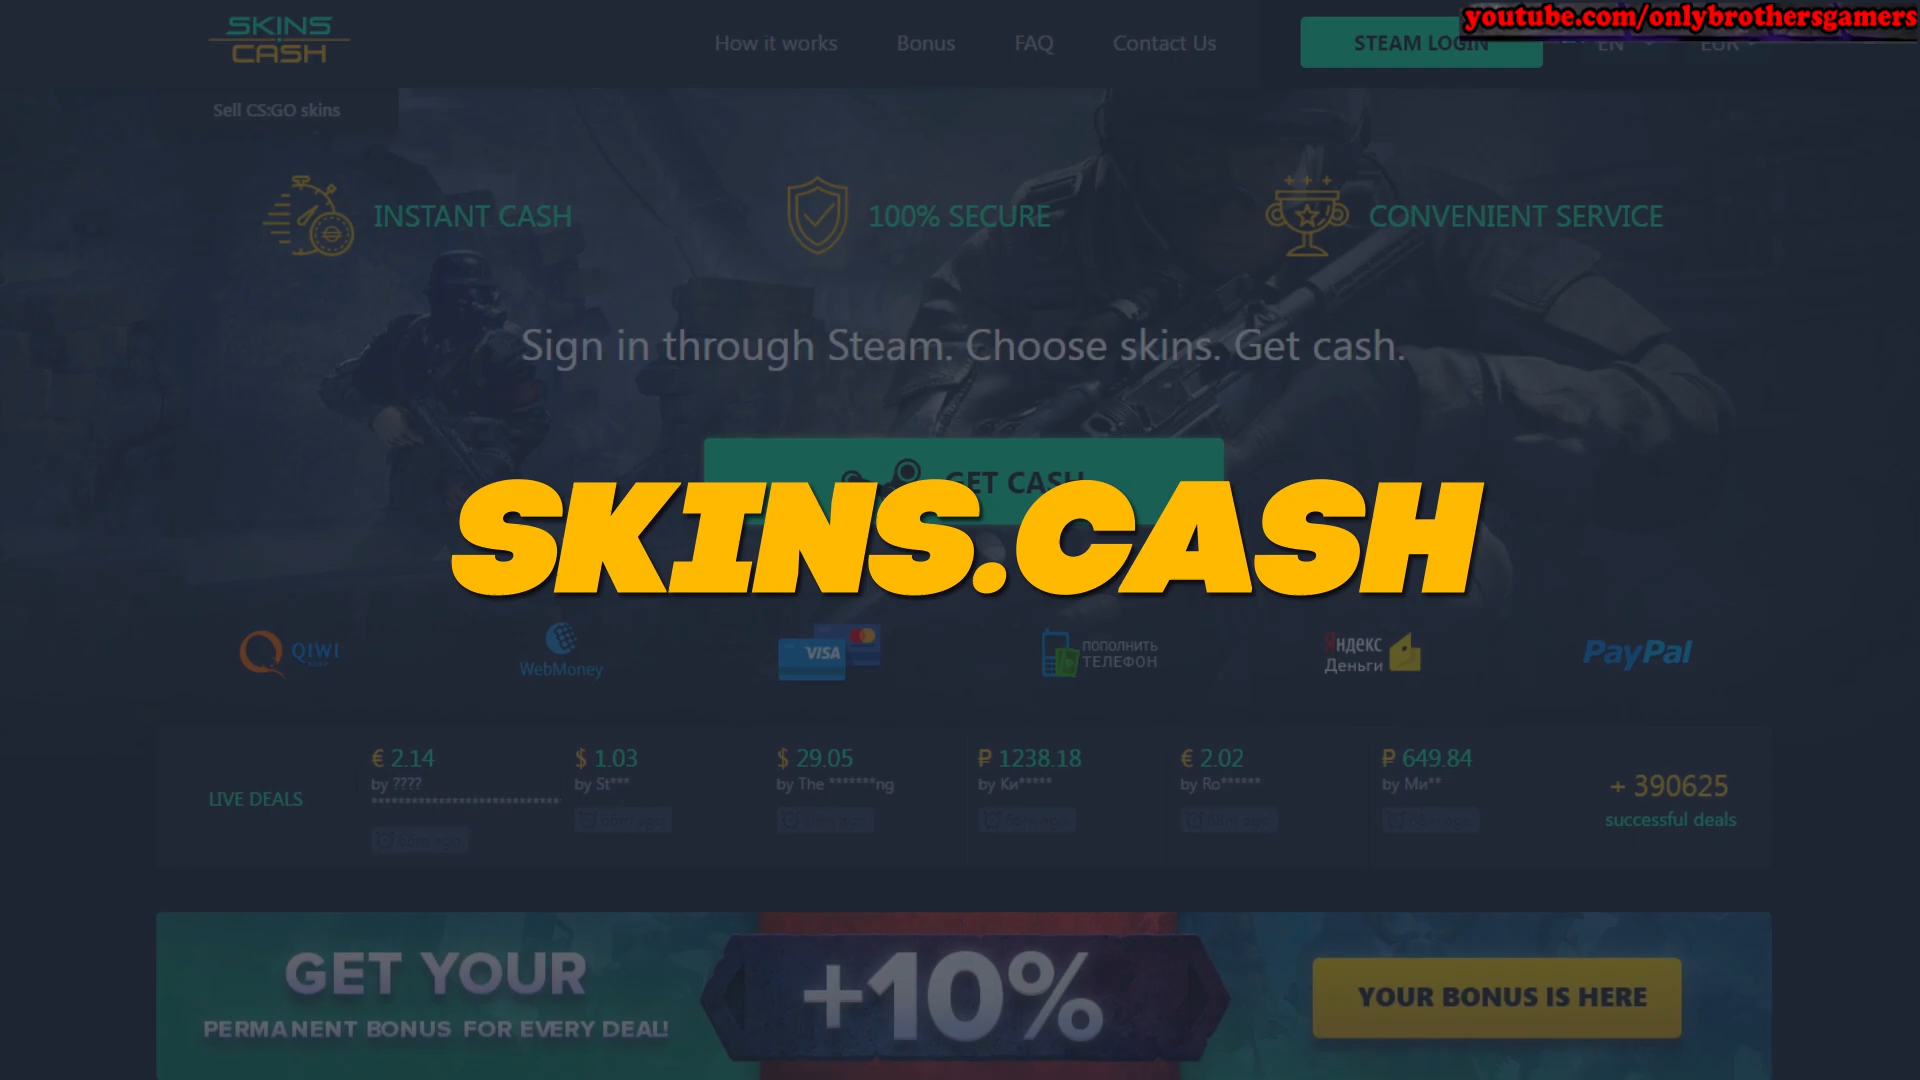 youtube.com/onlybrothersgamers
SKINS
CASH
How it works
Bonus
FAQ
Contact Us
STEAM LOGIN
EN
EUR
Sell CS:GO skins
INSTANT CASH
100% SECURE
CONVENIENT SERVICE
Sign in through Steam. Choose skins. Get cash.
GET CASH
SKINS.CASH
QIWI
WebMoney
VISA
ПОПОЛНИТЬ
ТЕЛЕФОН
Яндекс
Деньги
PayPal
LIVE DEALS
€ 2.14
by ????
$ 1.03
by St***
$ 29.05
by The *******ng
₽ 1238.18
by Ки*****
€ 2.02
by Ro******
₽ 649.84
by Ми**
+ 390625
successful deals
GET YOUR
PERMANENT BONUS FOR EVERY DEAL!
+10%
YOUR BONUS IS HERE